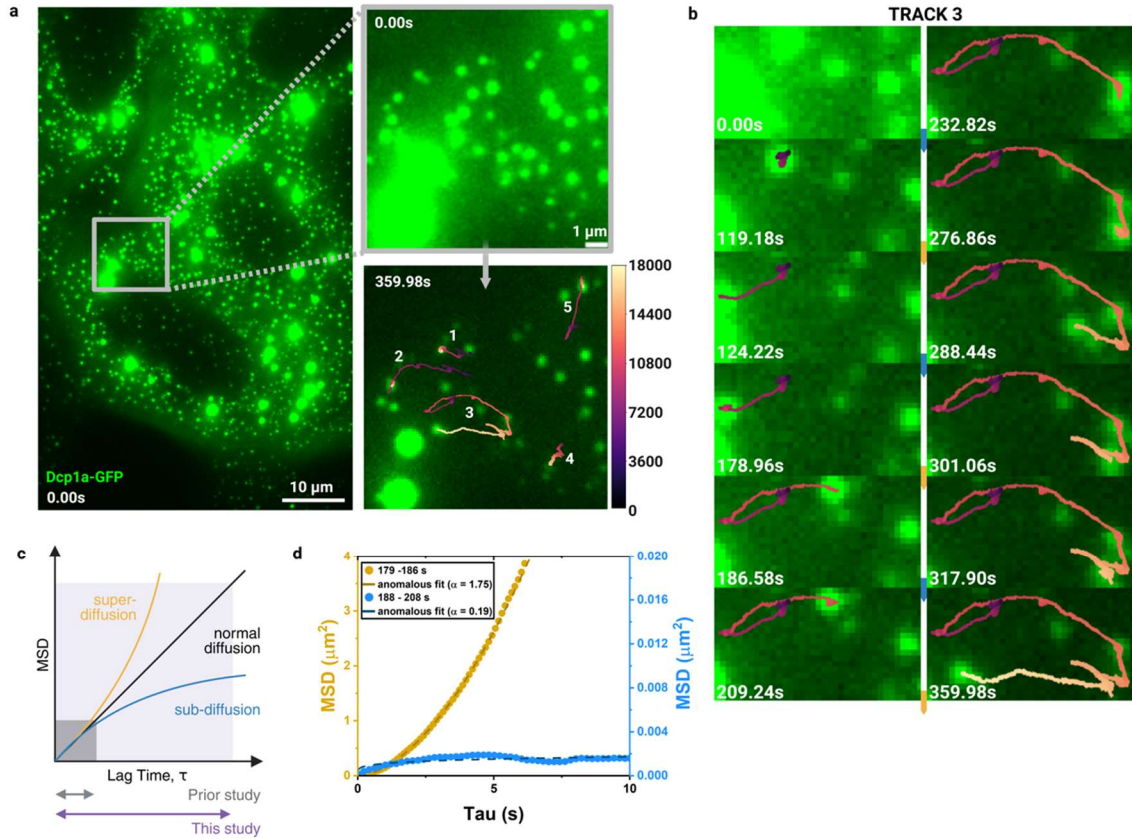 a
0.00s
Dcp1a-GFP
0.00s
10 µm
1 µm
359.98s
1
2
3
4
5
18000
14400
10800
7200
3600
0
b
TRACK 3
0.00s
119.18s
124.22s
178.96s
186.58s
209.24s
232.82s
276.86s
288.44s
301.06s
317.90s
359.98s
c
MSD
super-
diffusion
normal
diffusion
sub-diffusion
Lag Time, τ
Prior study
This study
d
179 -186 s
anomalous fit (α = 1.75)
188 - 208 s
anomalous fit (α = 0.19)
MSD (µm²)
4
3
2
1
0
0.020
0.016
0.012
0.008
0.004
0.000
MSD (µm²)
0
5
10
Tau (s)